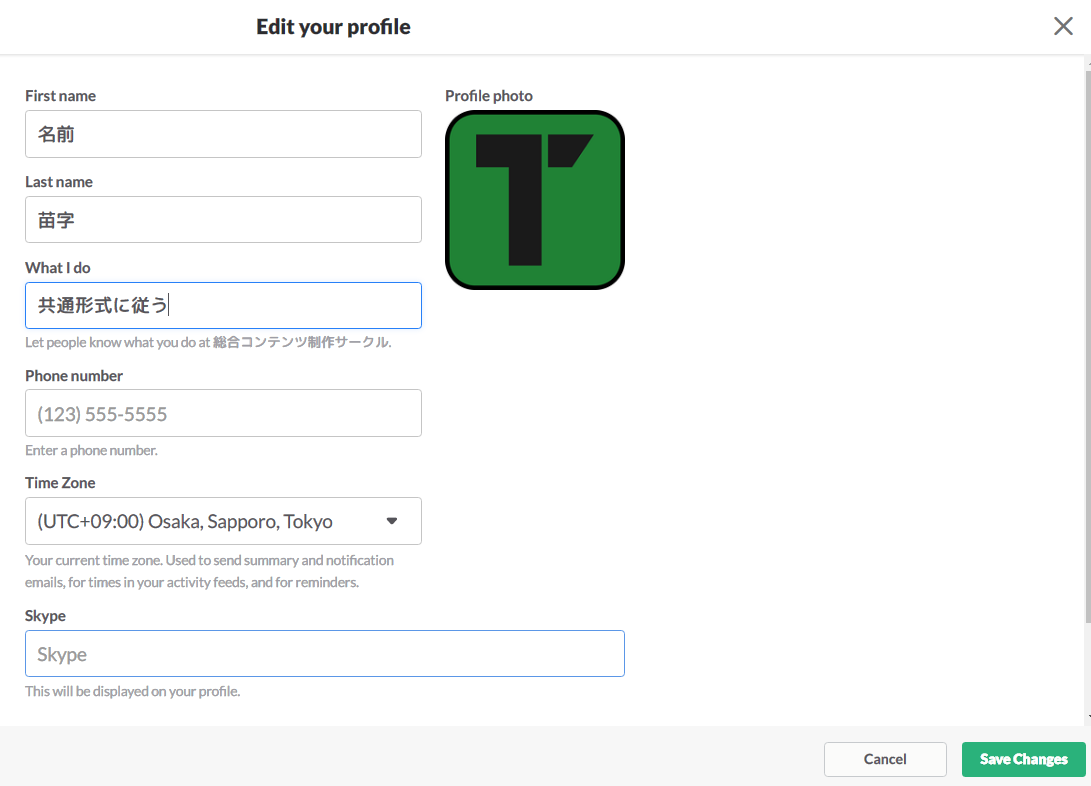 Edit your profile
First name
名前
Last name
苗字
What I do
共通形式に従う
Let people know what you do at 総合コンテンツ制作サークル.
Phone number
(123) 555-5555
Enter a phone number.
Time Zone
(UTC+09:00) Osaka, Sapporo, Tokyo
Your current time zone. Used to send summary and notification
emails, for times in your activity feeds, and for reminders.
Skype
Skype
This will be displayed on your profile.
Profile photo
T
Cancel
Save Changes